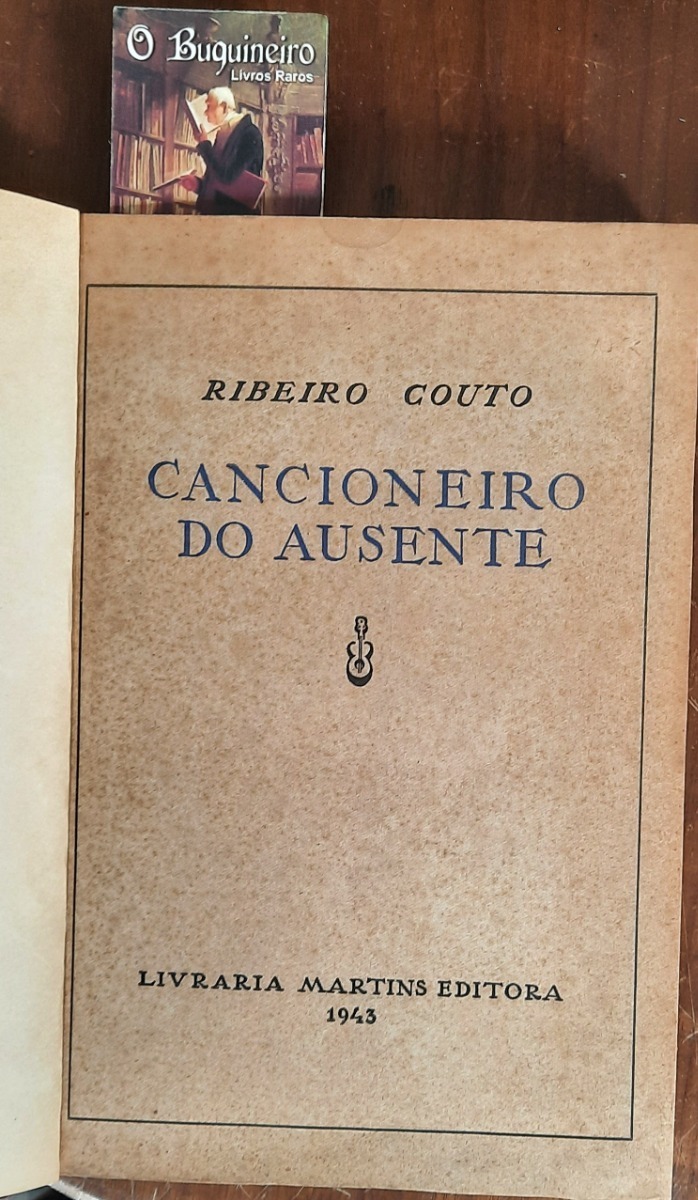 O Buquineiro
Livros Raros
RIBEIRO COUTO
CANCIONEIRO
DO AUSENTE
LIVRARIA MARTINS EDITORA
1943